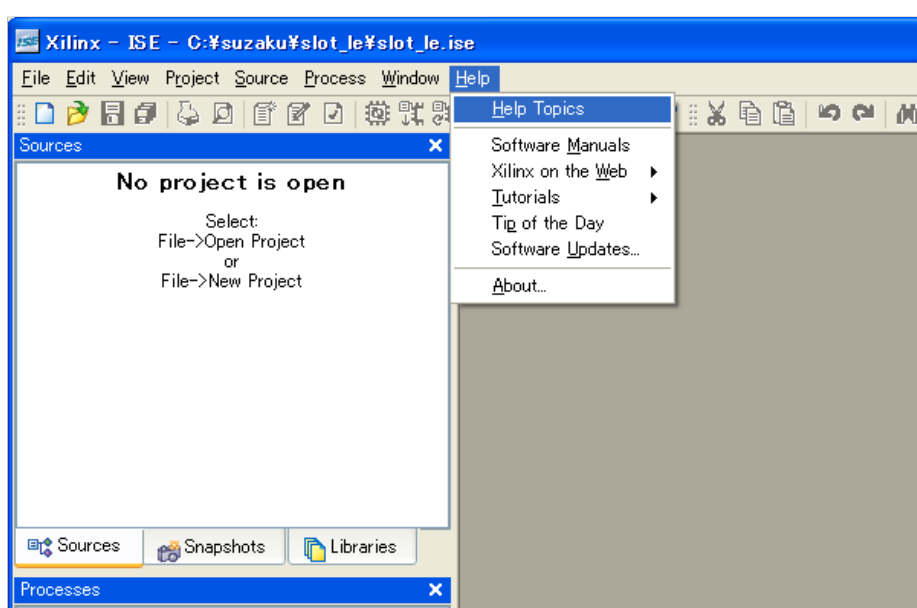 Xilinx - ISE - C:¥suzaku¥slot_le¥slot_le.ise
File Edit View Project Source Process Window Help
Help Topics
Software Manuals
Xilinx on the Web
Tutorials
Tip of the Day
Software Updates...
About...
Sources
No project is open
Select:
File->Open Project
or
File->New Project
Sources Snapshots Libraries
Processes